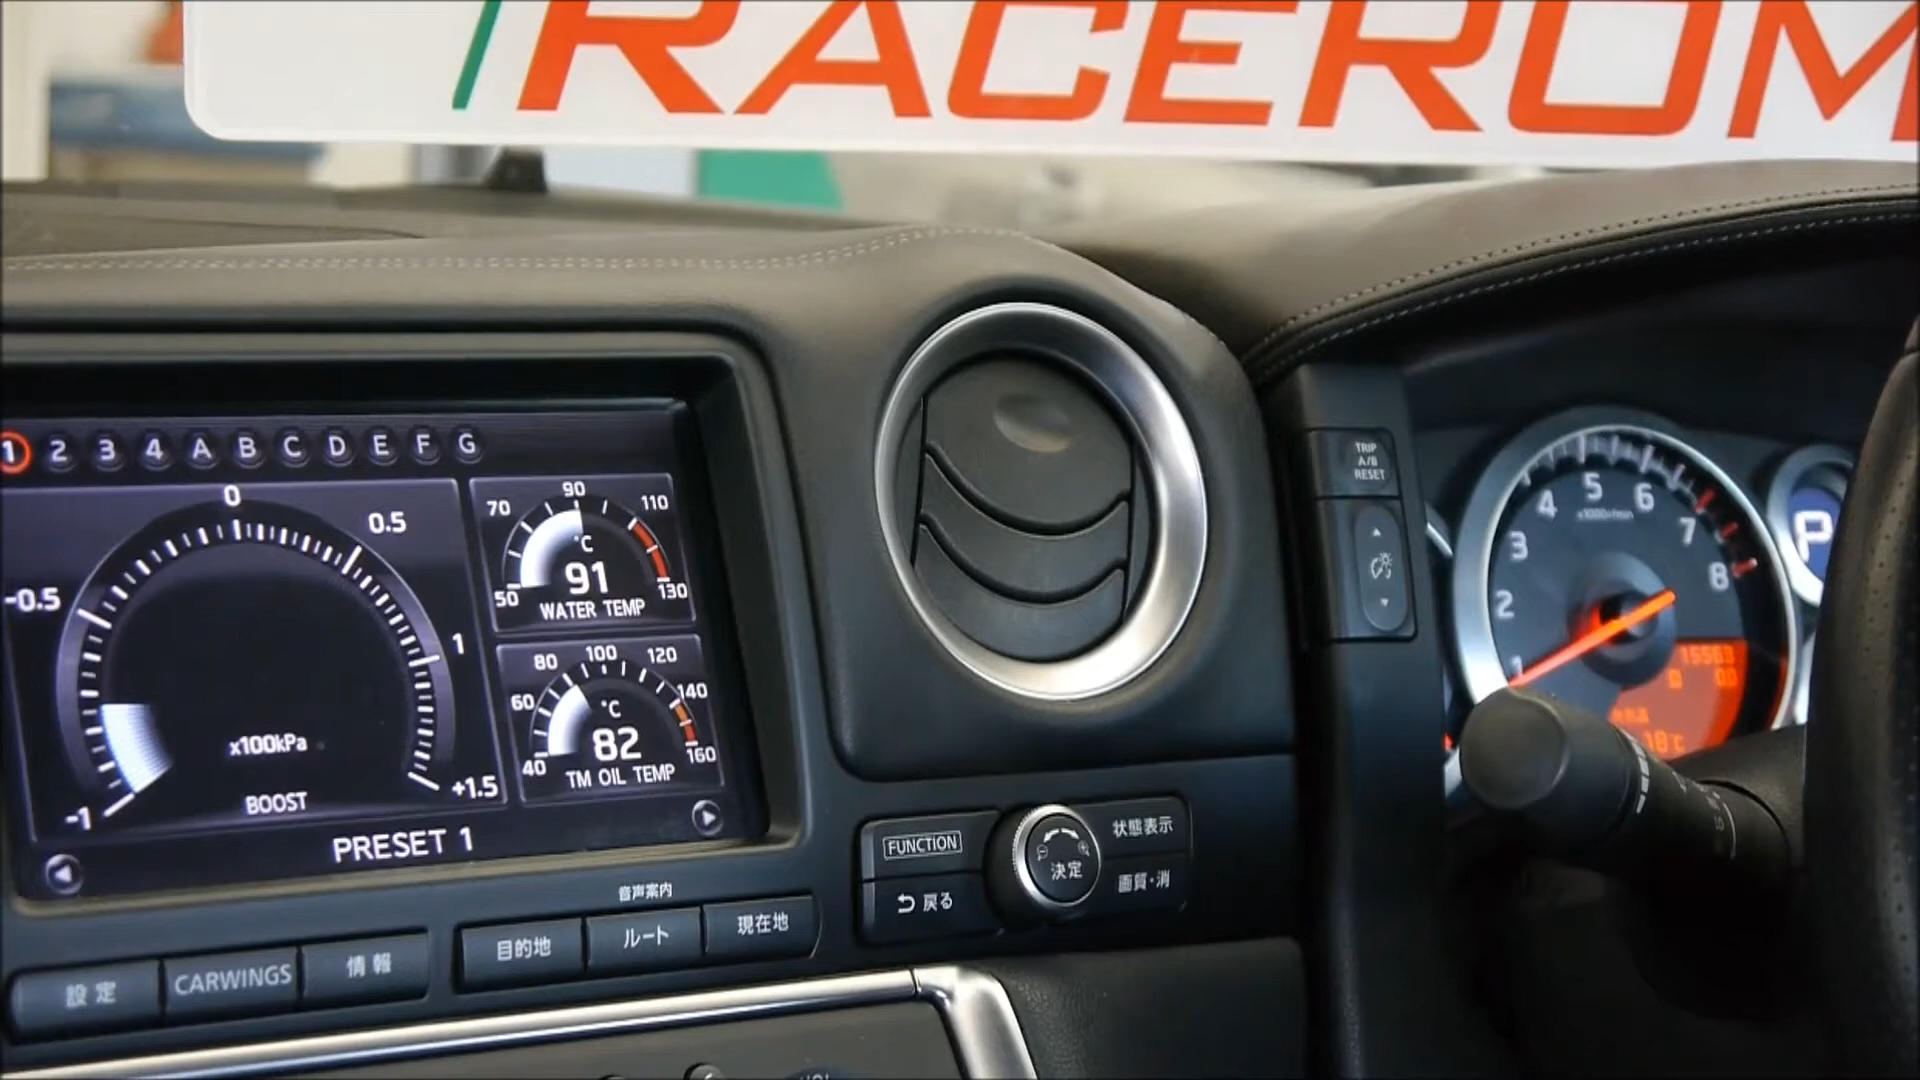 RACEROM
1 2 3 4 A B C D E F G
-1 -0.5 0 0.5 1 +1.5
x100kPa
BOOST
50 70 90 110 130
°C
91
WATER TEMP
40 60 80 100 120 140 160
°C
82
TM OIL TEMP
PRESET 1
TRIP
A/B
RESET
1 2 3 4 5 6 7 8
x1000r/min
P
15563
18°C
FUNCTION
状態表示
決定
戻る
画質・消
音声案内
設定
CARWINGS
情報
目的地
ルート
現在地